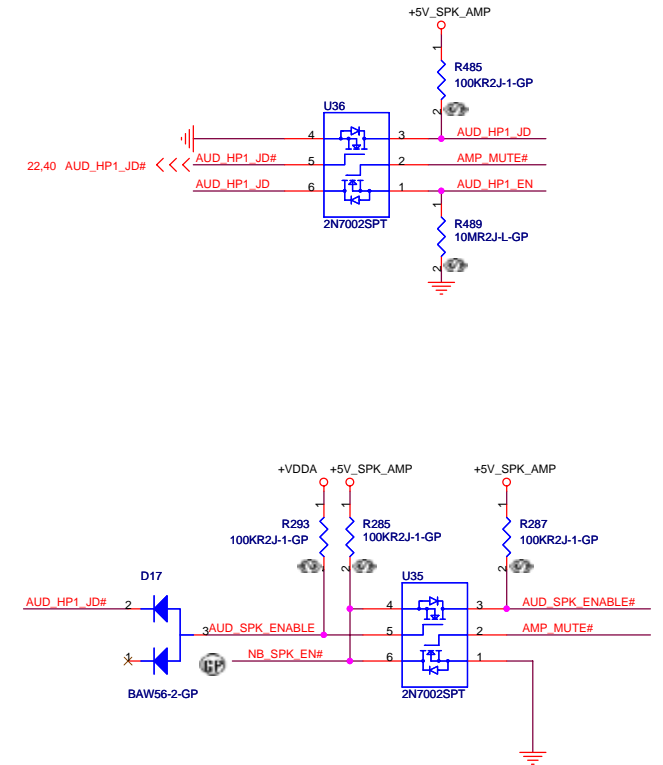 +5V_SPK_AMP
1
R485
100KR2J-1-GP
2
U36
4
3
AUD_HP1_JD
22,40
AUD_HP1_JD#
AUD_HP1_JD#
5
2
AMP_MUTE#
AUD_HP1_JD
6
1
AUD_HP1_EN
1
2N7002SPT
R489
10MR2J-L-GP
2
+VDDA
+5V_SPK_AMP
+5V_SPK_AMP
1
1
1
R293
100KR2J-1-GP
R285
100KR2J-1-GP
R287
100KR2J-1-GP
2
2
2
D17
U35
AUD_HP1_JD#
2
4
3
AUD_SPK_ENABLE#
3
AUD_SPK_ENABLE
5
2
AMP_MUTE#
1
GP
NB_SPK_EN#
6
1
BAW56-2-GP
2N7002SPT